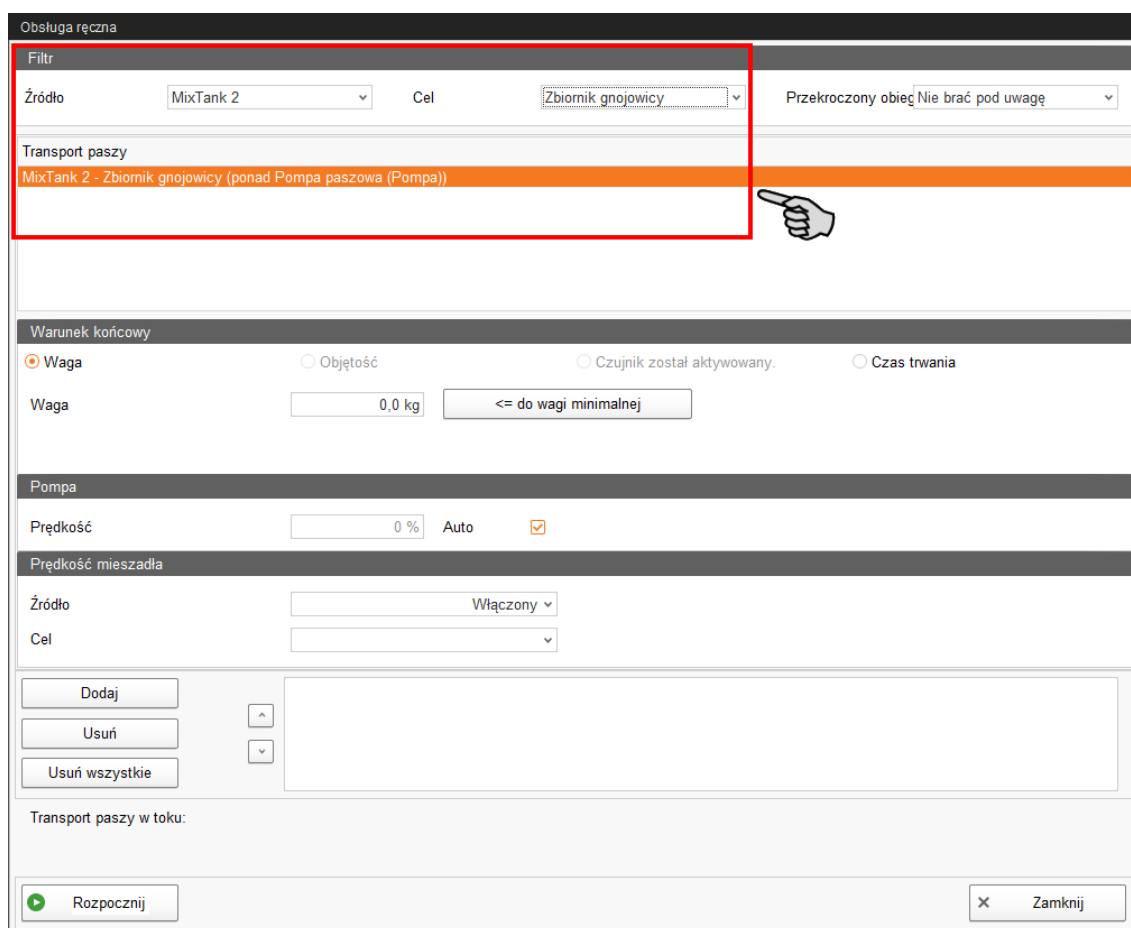 Obsługa ręczna
Filtr
Źródło MixTank 2 Cel Zbiornik gnojowicy Przekroczony obieg Nie brać pod uwagę
Transport paszy
MixTank 2 - Zbiornik gnojowicy (ponad Pompa paszowa (Pompa))
Warunek końcowy
Waga Objętość Czujnik został aktywowany. Czas trwania
Waga 0,0 kg <= do wagi minimalnej
Pompa
Prędkość 0 % Auto
Prędkość mieszadła
Źródło Włączony
Cel
Dodaj
Usuń
Usuń wszystkie
Transport paszy w toku:
Rozpocznij Zamknij